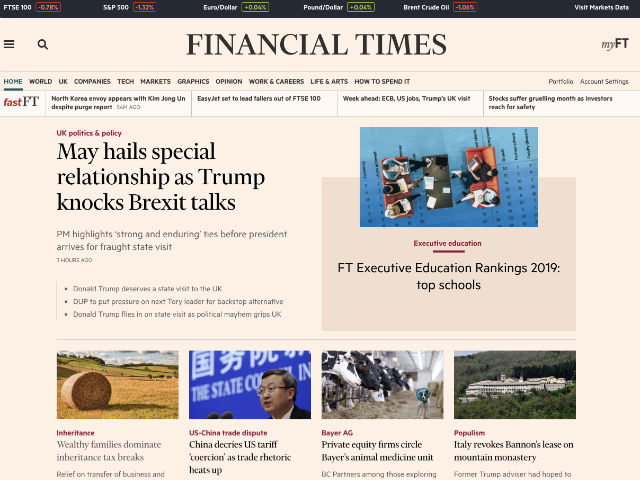 FTSE 100 -0.78% S&P 500 -1.32% Euro/Dollar +0.04% Pound/Dollar +0.04% Brent Crude Oil -1.06% Visit Markets Data
FINANCIAL TIMES
myFT
HOME WORLD UK COMPANIES TECH MARKETS GRAPHICS OPINION WORK & CAREERS LIFE & ARTS HOW TO SPEND IT Portfolio Account Settings
fastFT
North Korea envoy appears with Kim Jong Un
despite purge report 54M AGO
EasyJet set to lead fallers out of FTSE 100
Week ahead: ECB, US jobs, Trump's UK visit
Stocks suffer gruelling month as investors
reach for safety
UK politics & policy
May hails special
relationship as Trump
knocks Brexit talks
PM highlights 'strong and enduring' ties before president
arrives for fraught state visit
3 HOURS AGO
• Donald Trump deserves a state visit to the UK
• DUP to put pressure on next Tory leader for backstop alternative
• Donald Trump flies in on state visit as political mayhem grips UK
Executive education
FT Executive Education Rankings 2019:
top schools
国务院新
THE STATE COUNCIL IN
Inheritance
Wealthy families dominate
inheritance tax breaks
Relief on transfer of business and
US-China trade dispute
China decries US tariff
'coercion' as trade rhetoric
heats up
Bayer AG
Private equity firms circle
Bayer's animal medicine unit
BC Partners among those exploring
Populism
Italy revokes Bannon's lease on
mountain monastery
Former Trump adviser had hoped to